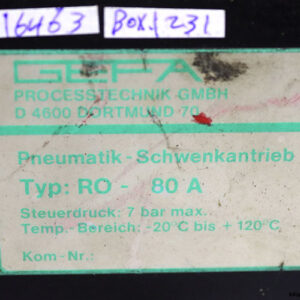 16463 Box 1231
GEFA
PROCESSTECHNIK GMBH
D 4600 DORTMUND 70
Pneumatik-Schwenkantrieb
Typ: RO- 80 A
Steuerdruck: 7 bar max..
Temp.-Bereich: -20°C bis +120°C
Kom-Nr.: